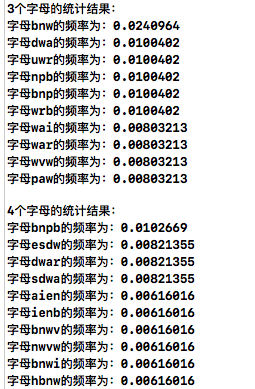 3个字母的统计结果：
字母bnw的频率为：0.0240964
字母dwa的频率为：0.0100402
字母uwr的频率为：0.0100402
字母npb的频率为：0.0100402
字母bnp的频率为：0.0100402
字母wrb的频率为：0.0100402
字母wai的频率为：0.00803213
字母war的频率为：0.00803213
字母wvw的频率为：0.00803213
字母paw的频率为：0.00803213
4个字母的统计结果：
字母bnpb的频率为：0.0102669
字母esdw的频率为：0.00821355
字母dwar的频率为：0.00821355
字母sdwa的频率为：0.00821355
字母aien的频率为：0.00616016
字母ienb的频率为：0.00616016
字母bnwv的频率为：0.00616016
字母nwvw的频率为：0.00616016
字母bnwi的频率为：0.00616016
字母hbnw的频率为：0.00616016